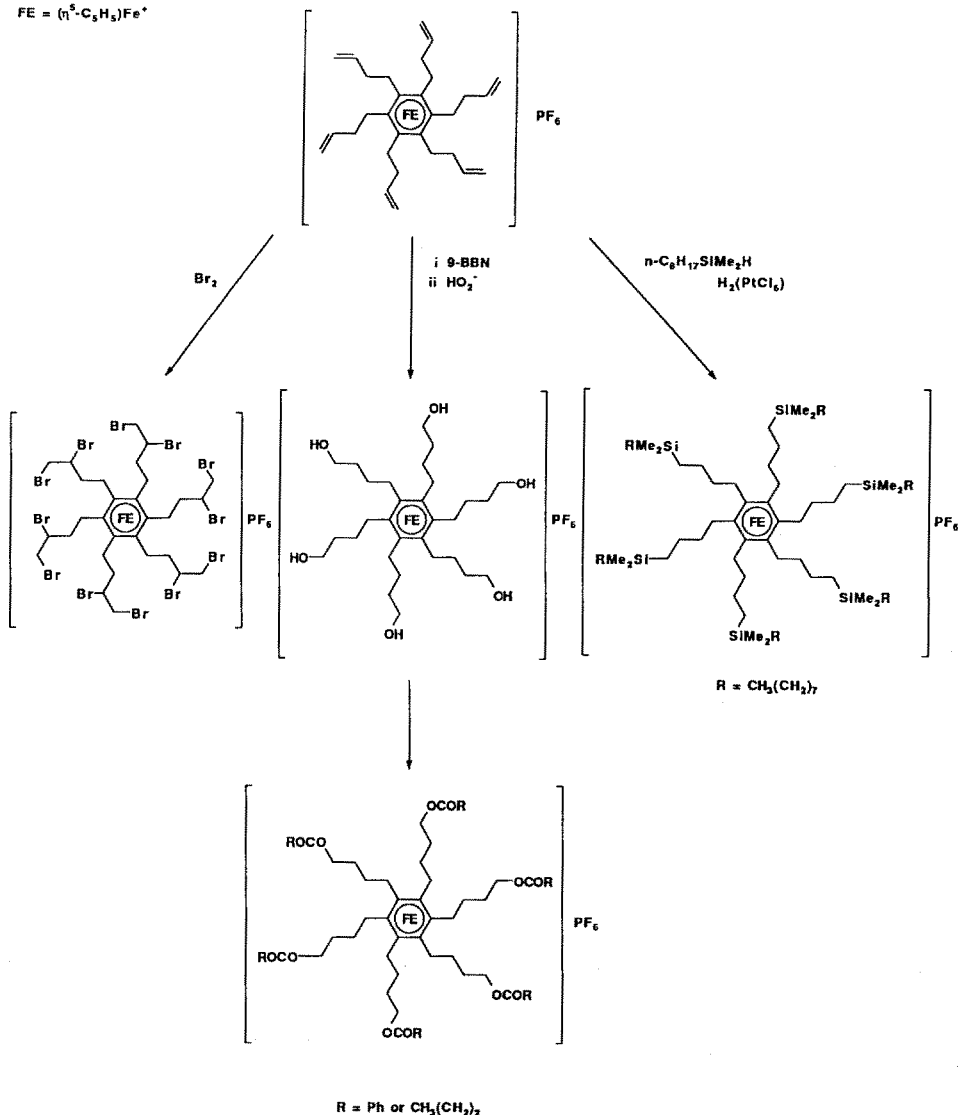 FE = (η⁵-C₅H₅)Fe⁺
FE
PF₆
Br₂
i 9-BBN
ii HO₂⁻
n-C₈H₁₇SiMe₂H
H₂(PtCl₆)
Br Br Br Br Br Br Br Br Br Br Br Br
FE
PF₆
OH
HO
OH
FE
HO
OH
OH
PF₆
SiMe₂R
RMe₂Si
SiMe₂R
FE
RMe₂Si
SiMe₂R
SiMe₂R
PF₆
R = CH₃(CH₂)₇
OCOR
ROCO
OCOR
FE
ROCO
OCOR
OCOR
PF₆
R = Ph or CH₃(CH₂)₂